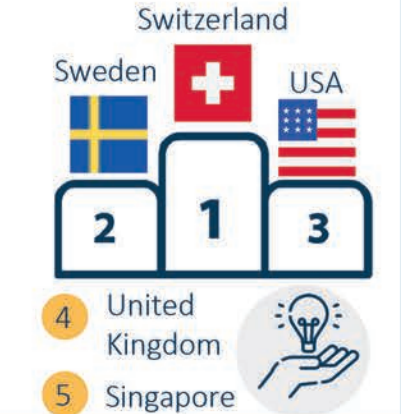 Switzerland
Sweden
USA
2
1
3
4 United
Kingdom
5 Singapore